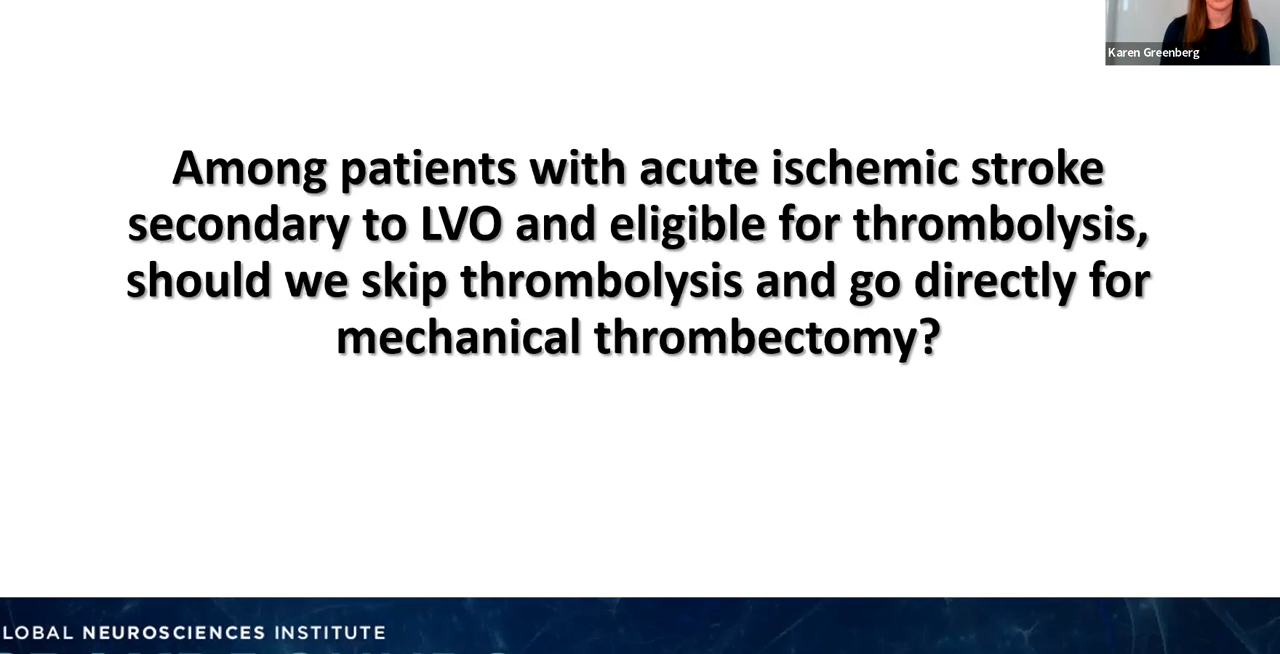 Karen Greenberg
Among patients with acute ischemic stroke
secondary to LVO and eligible for thrombolysis,
should we skip thrombolysis and go directly for
mechanical thrombectomy?
LOBAL NEUROSCIENCES INSTITUTE